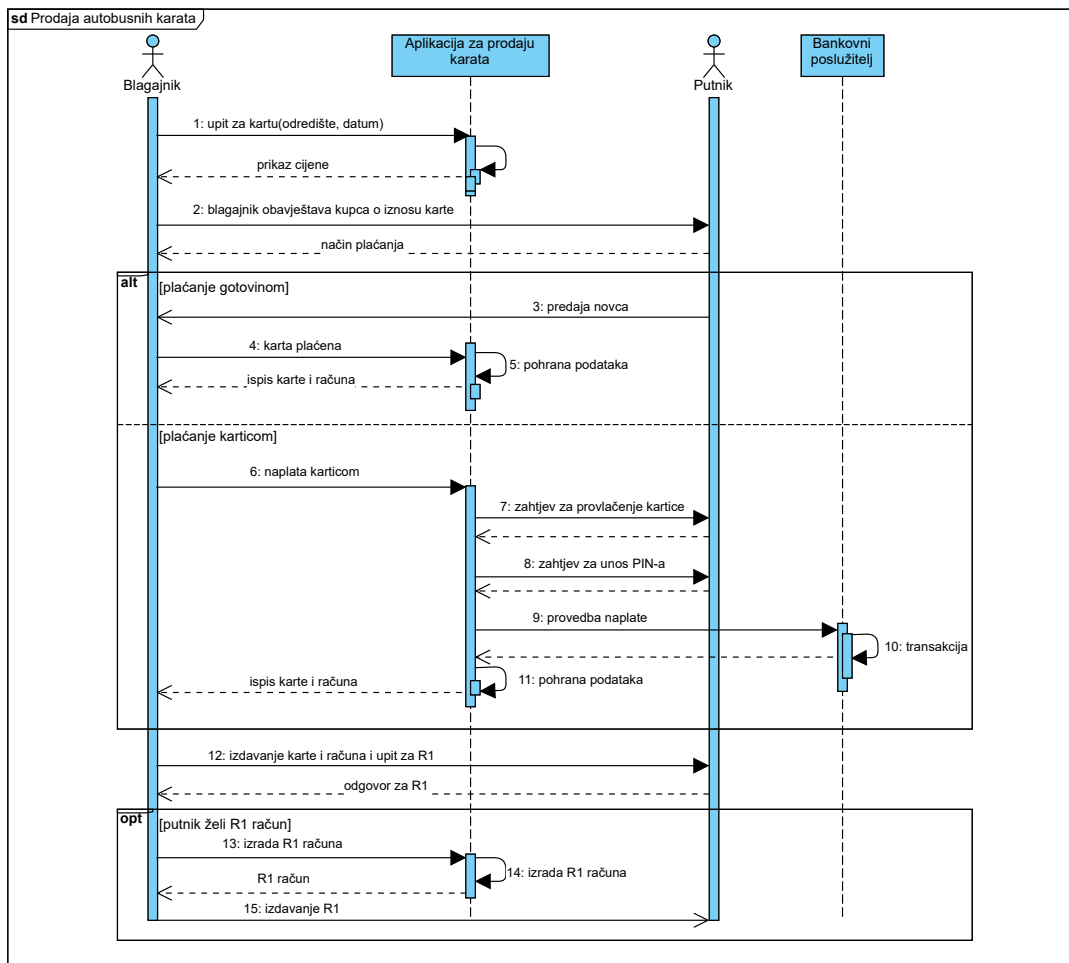 sd Prodaja autobusnih karata
Blagajnik
Aplikacija za prodaju
karata
Putnik
Bankovni
poslužitelj
1: upit za kartu(odredište, datum)
prikaz cijene
2: blagajnik obavještava kupca o iznosu karte
način plaćanja
alt
[plaćanje gotovinom]
3: predaja novca
4: karta plaćena
5: pohrana podataka
ispis karte i računa
[plaćanje karticom]
6: naplata karticom
7: zahtjev za provlačenje kartice
8: zahtjev za unos PIN-a
9: provedba naplate
10: transakcija
11: pohrana podataka
ispis karte i računa
12: izdavanje karte i računa i upit za R1
odgovor za R1
opt
[putnik želi R1 račun]
13: izrada R1 računa
14: izrada R1 računa
R1 račun
15: izdavanje R1